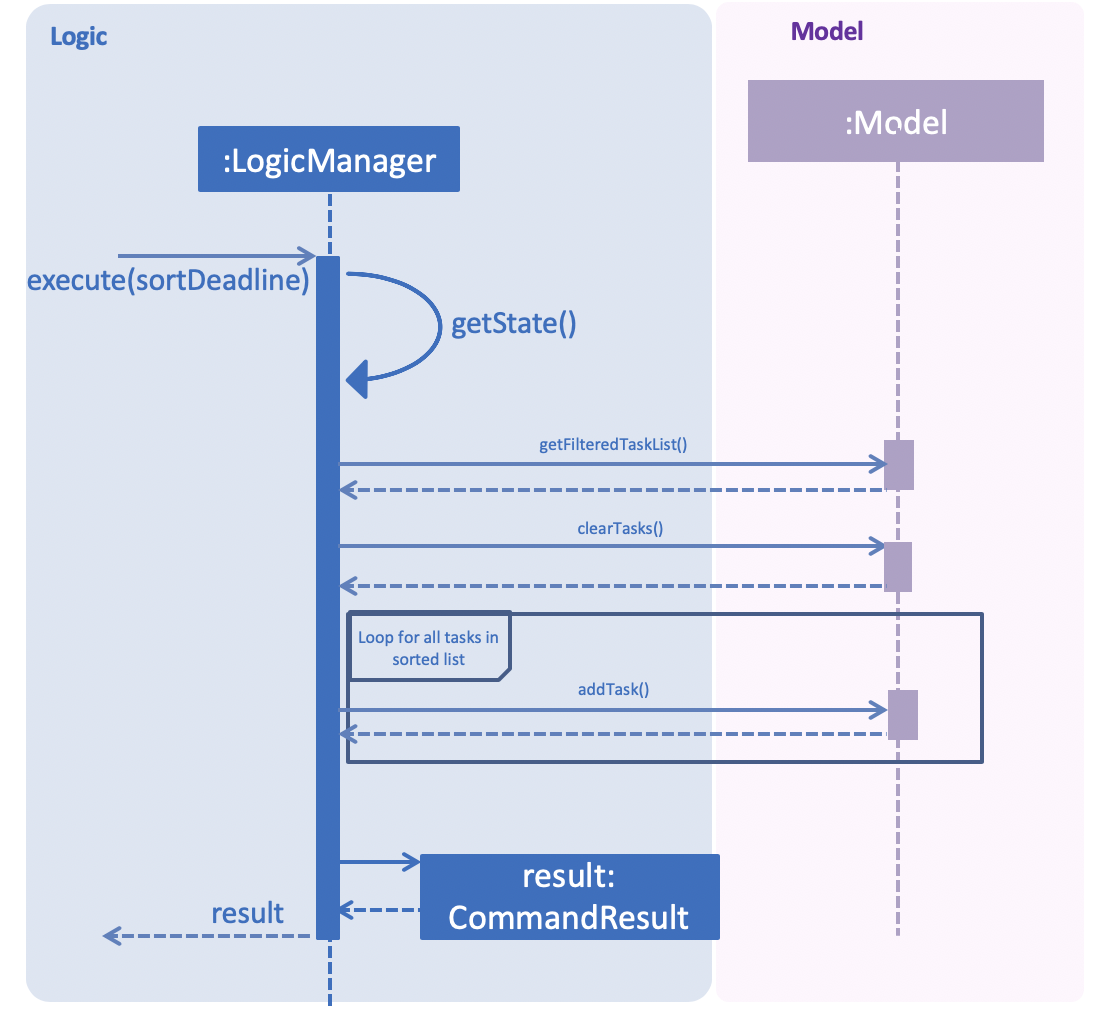 Logic
Model
:Model
:LogicManager
execute(sortDeadline)
getState()
getFilteredTaskList()
clearTasks()
Loop for all tasks in
sorted list
addTask()
result:
CommandResult
result